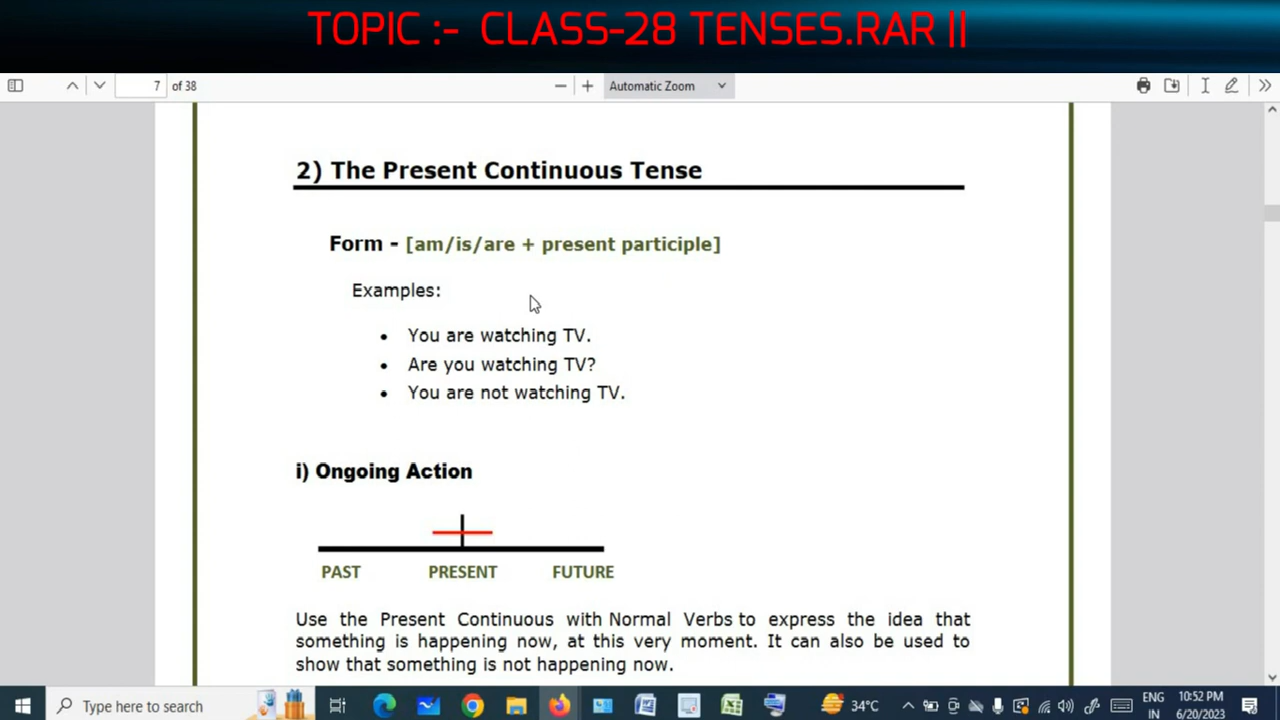 TOPIC :- CLASS-28 TENSES.RAR ||
7 of 38
Automatic Zoom
2) The Present Continuous Tense
Form - [am/is/are + present participle]
Examples:
• You are watching TV.
• Are you watching TV?
• You are not watching TV.
i) Ongoing Action
PAST PRESENT FUTURE
Use the Present Continuous with Normal Verbs to express the idea that
something is happening now, at this very moment. It can also be used to
show that something is not happening now.
Type here to search
34°C
ENG
IN
10:52 PM
6/20/2023